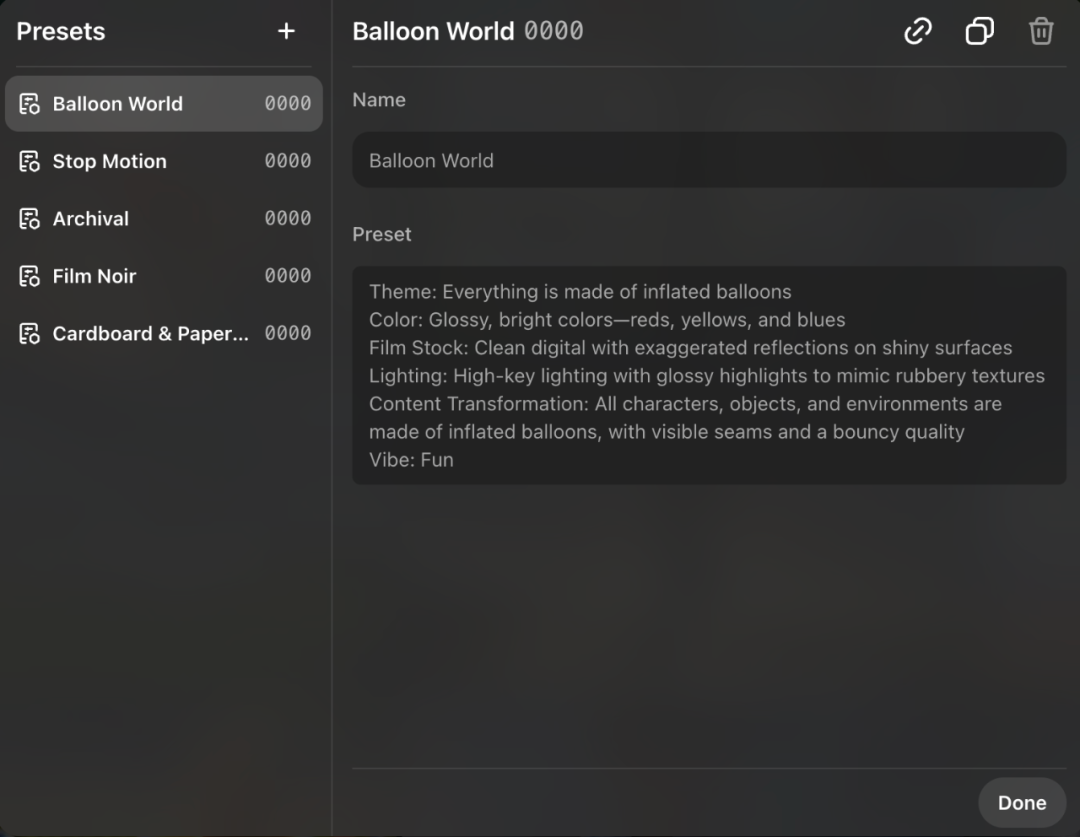 Presets
Balloon World 0000
Stop Motion 0000
Archival 0000
Film Noir 0000
Cardboard & Paper... 0000
Balloon World 0000
Name
Balloon World
Preset
Theme: Everything is made of inflated balloons
Color: Glossy, bright colors—reds, yellows, and blues
Film Stock: Clean digital with exaggerated reflections on shiny surfaces
Lighting: High-key lighting with glossy highlights to mimic rubbery textures
Content Transformation: All characters, objects, and environments are
made of inflated balloons, with visible seams and a bouncy quality
Vibe: Fun
Done